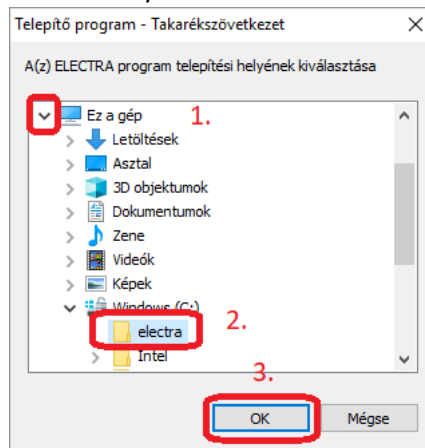 Telepítő program - Takarékszövetkezet
A(z) ELECTRA program telepítési helyének kiválasztása
Ez a gép 1.
Letöltések
Asztal
3D objektumok
Dokumentumok
Zene
Videók
Képek
Windows (C:)
electra 2.
Intel
3.
OK Mégse